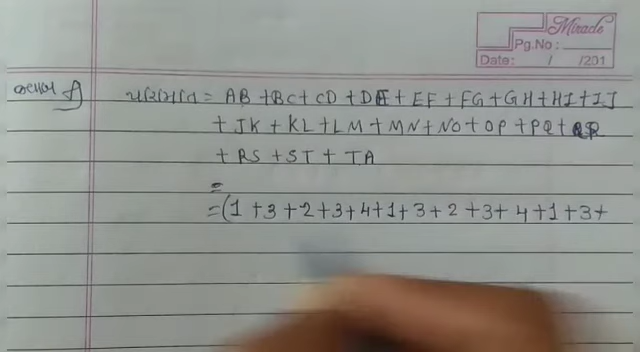 Mirade
Pg.No:
Date: / /201
જવાબ A પરિમિતિ = AB + BC + CD + DE + EF + FG + GH + HI + IJ
+ JK + KL + LM + MN + NO + OP + PQ + QR
+ RS + ST + TA
=
= (1 + 3 + 2 + 3 + 4 + 1 + 3 + 2 + 3 + 4 + 1 + 3 +